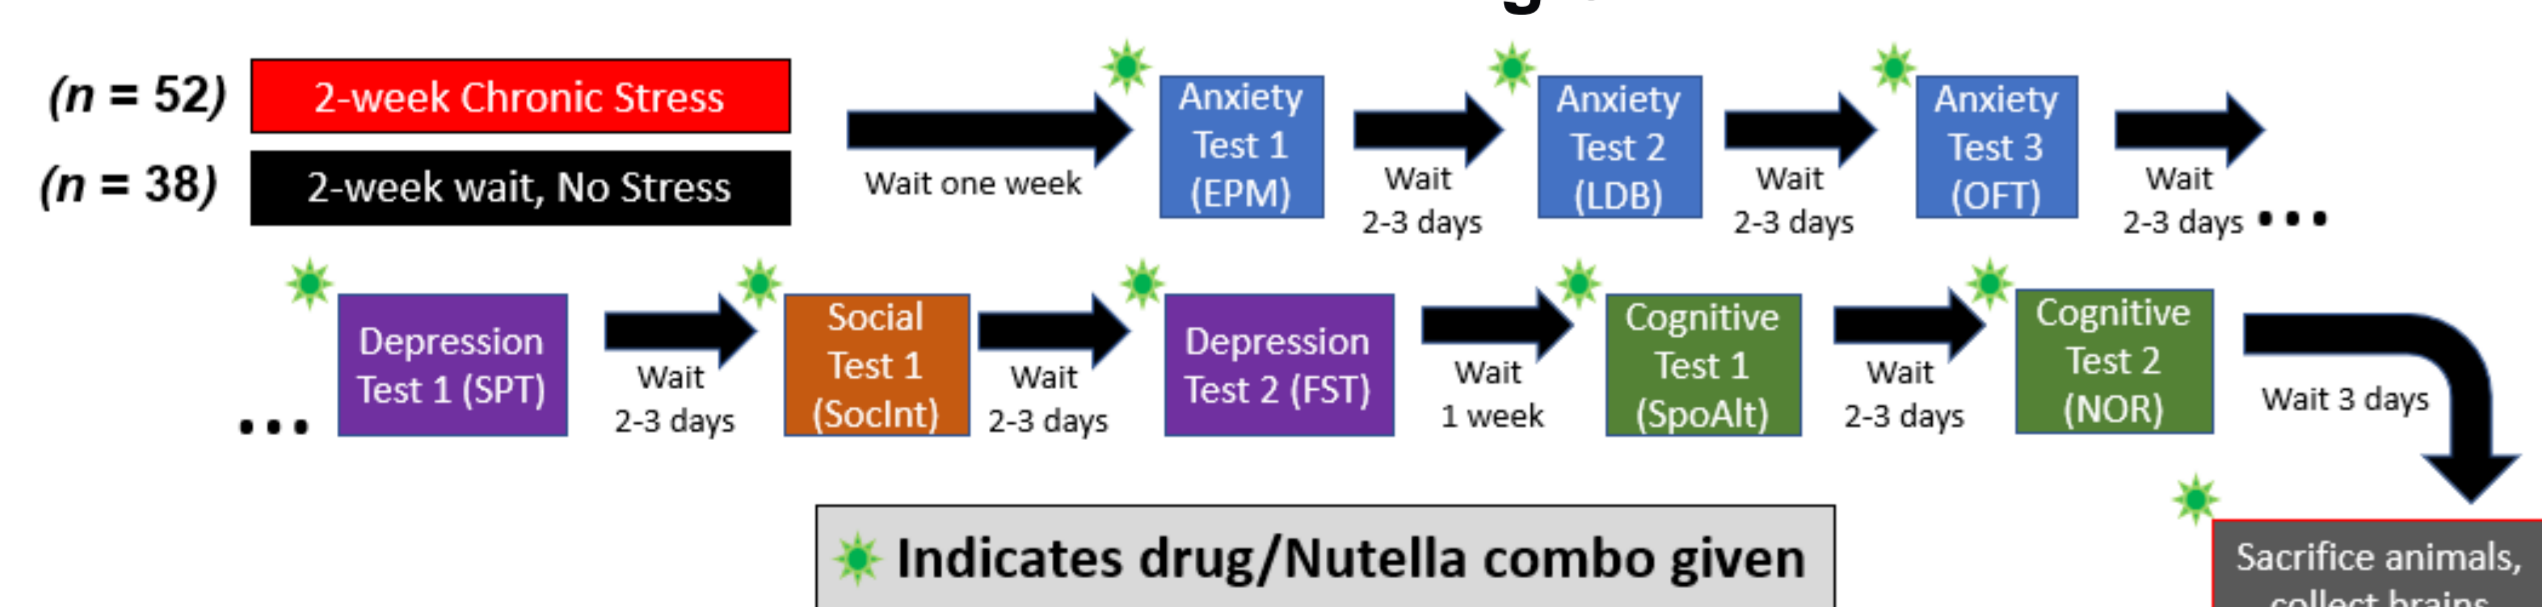 (n = 52)
2-week Chronic Stress
(n = 38)
2-week wait, No Stress
Wait one week
Anxiety
Test 1
(EPM)
Wait
2-3 days
Anxiety
Test 2
(LDB)
Wait
2-3 days
Anxiety
Test 3
(OFT)
Wait
2-3 days ...
...
Depression
Test 1 (SPT)
Wait
2-3 days
Social
Test 1
(SocInt)
Wait
2-3 days
Depression
Test 2 (FST)
Wait
1 week
Cognitive
Test 1
(SpoAlt)
Wait
2-3 days
Cognitive
Test 2
(NOR)
Wait 3 days
Indicates drug/Nutella combo given
Sacrifice animals,
collect brains